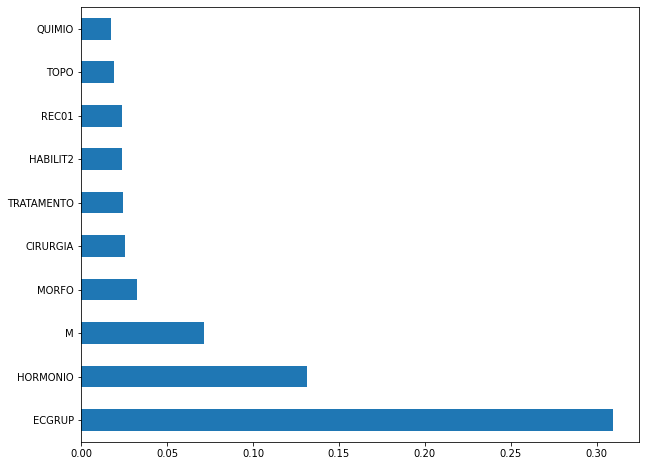 QUIMIO
TOPO
REC01
HABILIT2
TRATAMENTO
CIRURGIA
MORFO
M
HORMONIO
ECGRUP
0.00 0.05 0.10 0.15 0.20 0.25 0.30